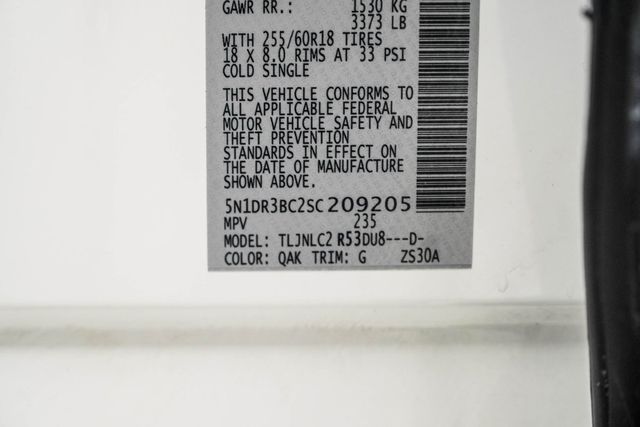 GAWR RR.: 1530 KG
3373 LB
WITH 255/60R18 TIRES
18 X 8.0 RIMS AT 33 PSI
COLD SINGLE
THIS VEHICLE CONFORMS TO
ALL APPLICABLE FEDERAL
MOTOR VEHICLE SAFETY AND
THEFT PREVENTION
STANDARDS IN EFFECT ON
THE DATE OF MANUFACTURE
SHOWN ABOVE.
5N1DR3BC2SC209205
MPV 235
MODEL: TLJNLC2 R53DU8---D-
COLOR: QAK TRIM: G ZS30A